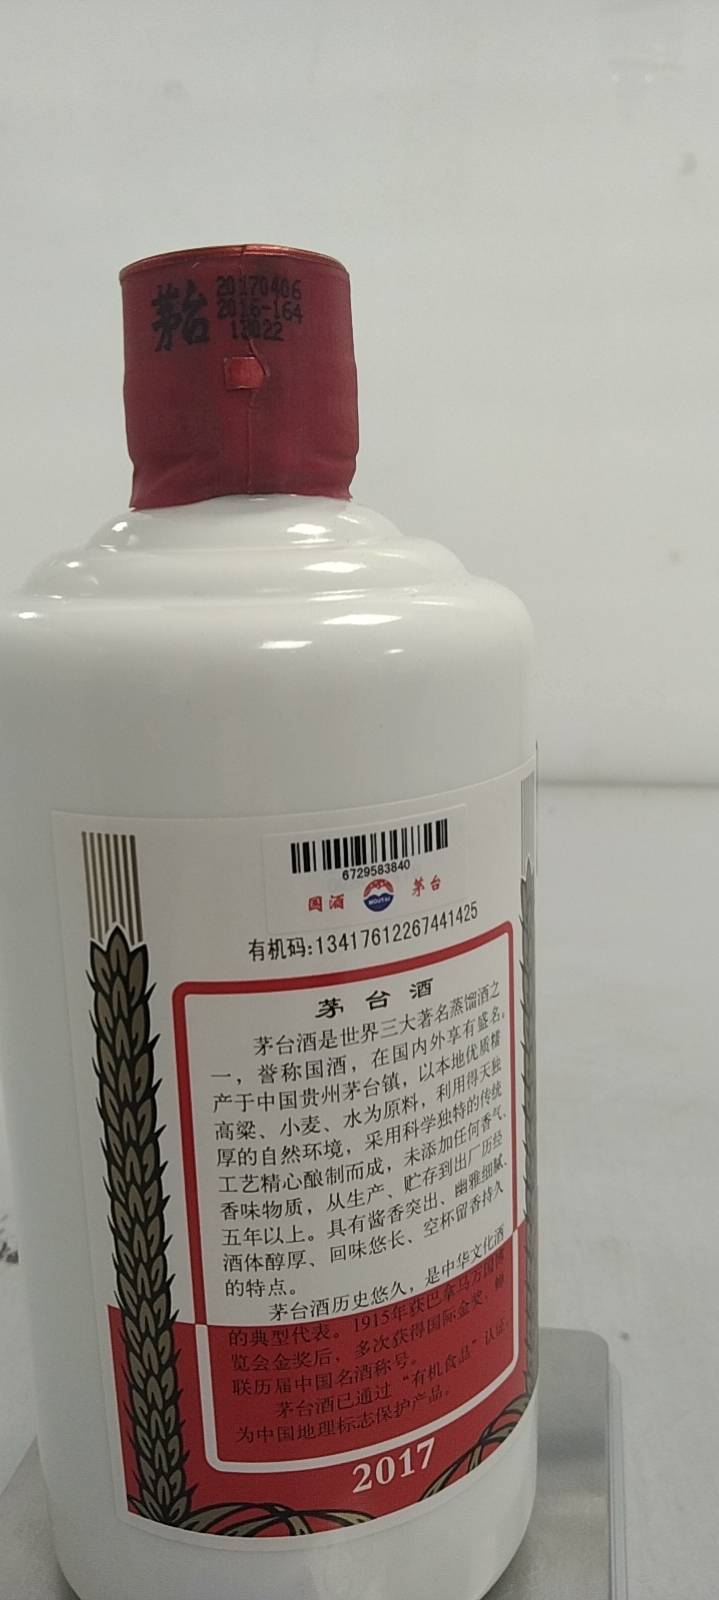 茅台
20170406
2016-164
13022
6729583840
国酒
MOUTAI
茅台
有机码:13417612267441425
茅台酒
茅台酒是世界三大著名蒸馏酒之
一，誉称国酒，在国内外享有盛名。
产于中国贵州茅台镇，以本地优质糯
高粱、小麦、水为原料，利用得天独
厚的自然环境，采用科学独特的传统
工艺精心酿制而成，未添加任何香气、
香味物质，从生产、贮存到出厂历经
五年以上。具有酱香突出、幽雅细腻、
酒体醇厚、回味悠长、空杯留香持久
的特点。
茅台酒历史悠久，是中华文化酒
的典型代表。1915年获巴拿马万国博
览会金奖后，多次获得国际金奖，蝉
联历届中国名酒称号。
茅台酒已通过“有机食品”认证，
为中国地理标志保护产品。
2017